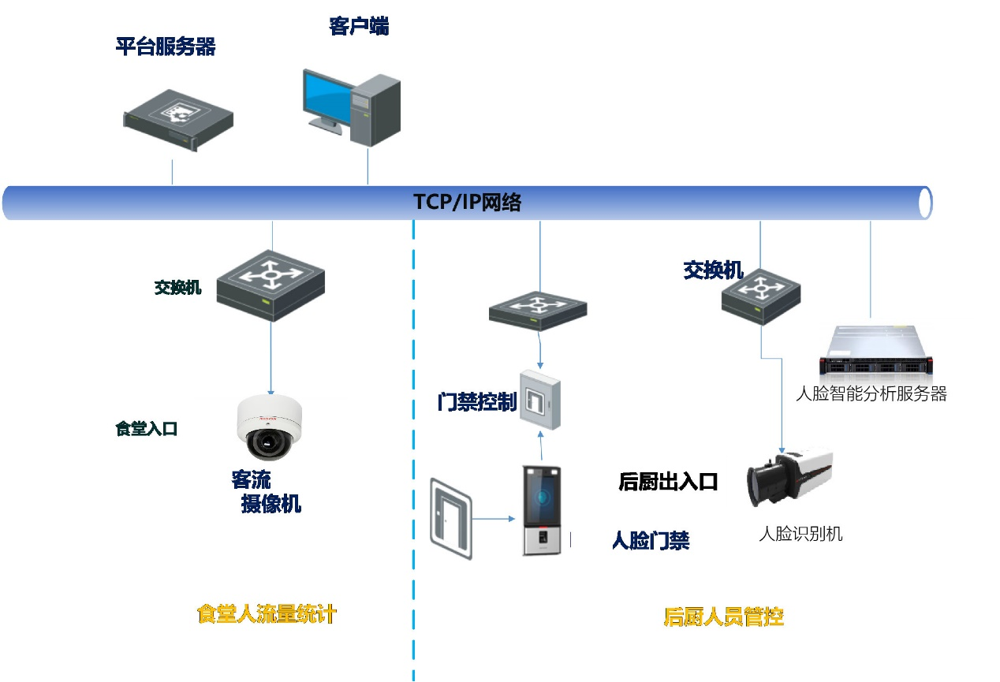 客户端
平台服务器
TCP/IP网络
交换机
交换机
人脸智能分析服务器
门禁控制
食堂入口
客流
摄像机
后厨出入口
人脸识别机
人脸门禁
食堂人流量统计
后厨人员管控